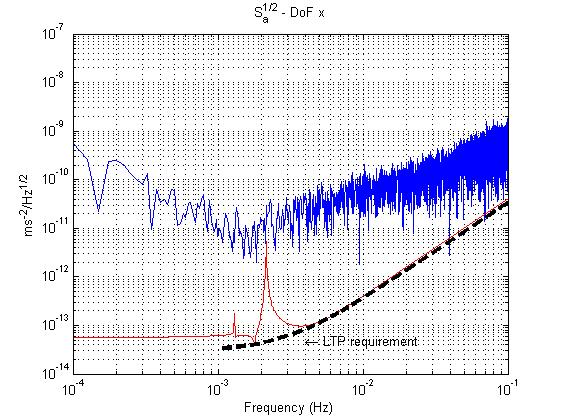 S_a^1/2 - DoF x
10^-7
10^-8
10^-9
10^-10
10^-11
10^-12
10^-13
10^-14
ms^-2/Hz^1/2
← LTP requirement
10^-4 10^-3 10^-2 10^-1
Frequency (Hz)